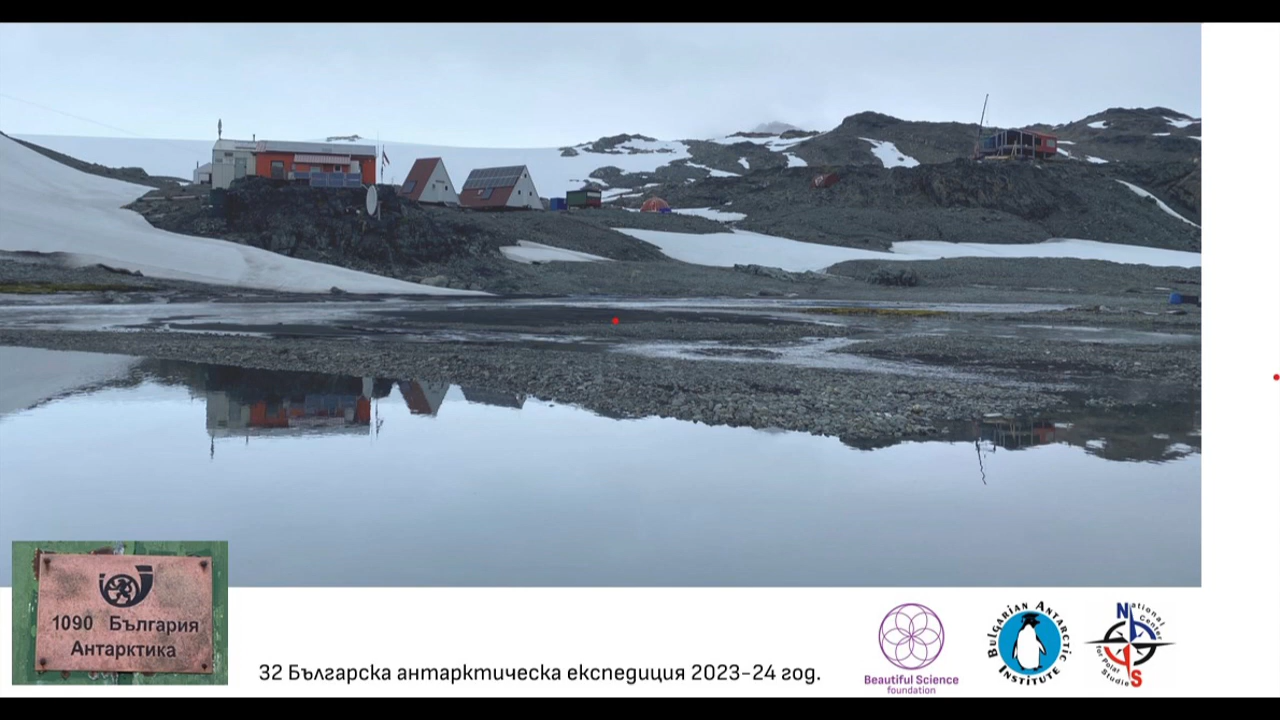 1090 България
Антарктика
32 Българска антарктическа експедиция 2023-24 год.
Beautiful Science
foundation
Bulgarian Antarctic
Institute
National
Center
for Polar
Studies
N
P
S